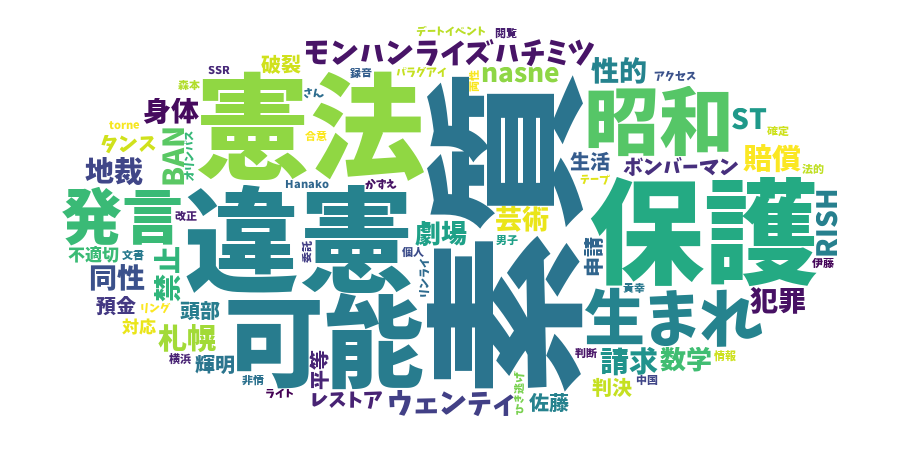 デートイベント
閲覧
モンハンライズ
ハチミツ
破裂
SSR
録音
パラグアイ
nasne
性的
アクセス
森本
さん
憲法
素質
昭和
身体
ST
torne
合意
確定
タンス
BAN
オリンパス
地裁
生活
ボンバーマン
賠償
法的
テープ
Hanako
かずえ
発言
改正
違憲
保護
芸術
劇場
RISH
男子
不適切
文書
禁止
委託
個人
リンライ
申請
伊藤
同性
預金
リング
頭部
可能
貢幸
生まれ
犯罪
対応
札幌
横浜
輝明
平等
判断
請求
数学
情報
非情
ライト
レストア
ウェンティ
ひき逃げ
佐藤
判決
中国